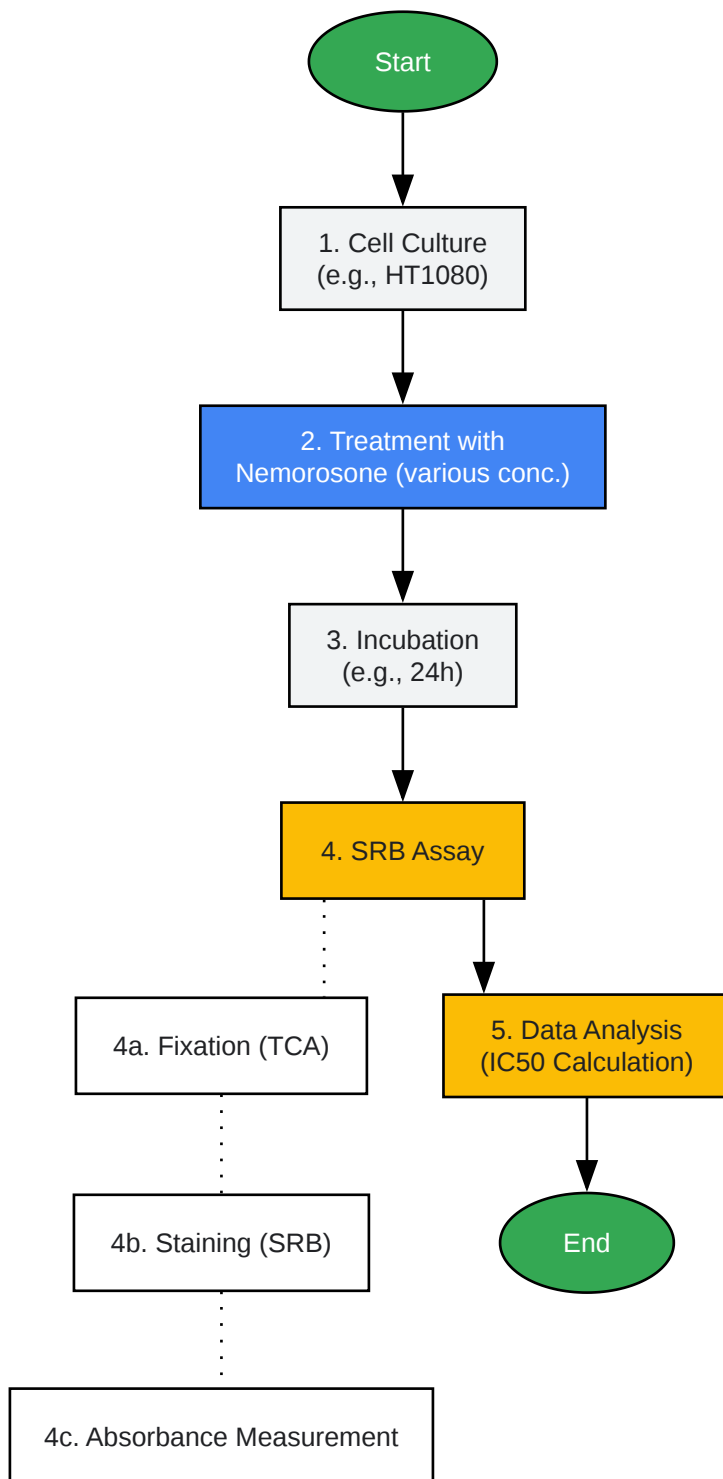 Start
1. Cell Culture
(e.g., HT1080)
2. Treatment with
Nemorosone (various conc.)
3. Incubation
(e.g., 24h)
4. SRB Assay
4a. Fixation (TCA)
5. Data Analysis
(IC50 Calculation)
4b. Staining (SRB)
End
4c. Absorbance Measurement